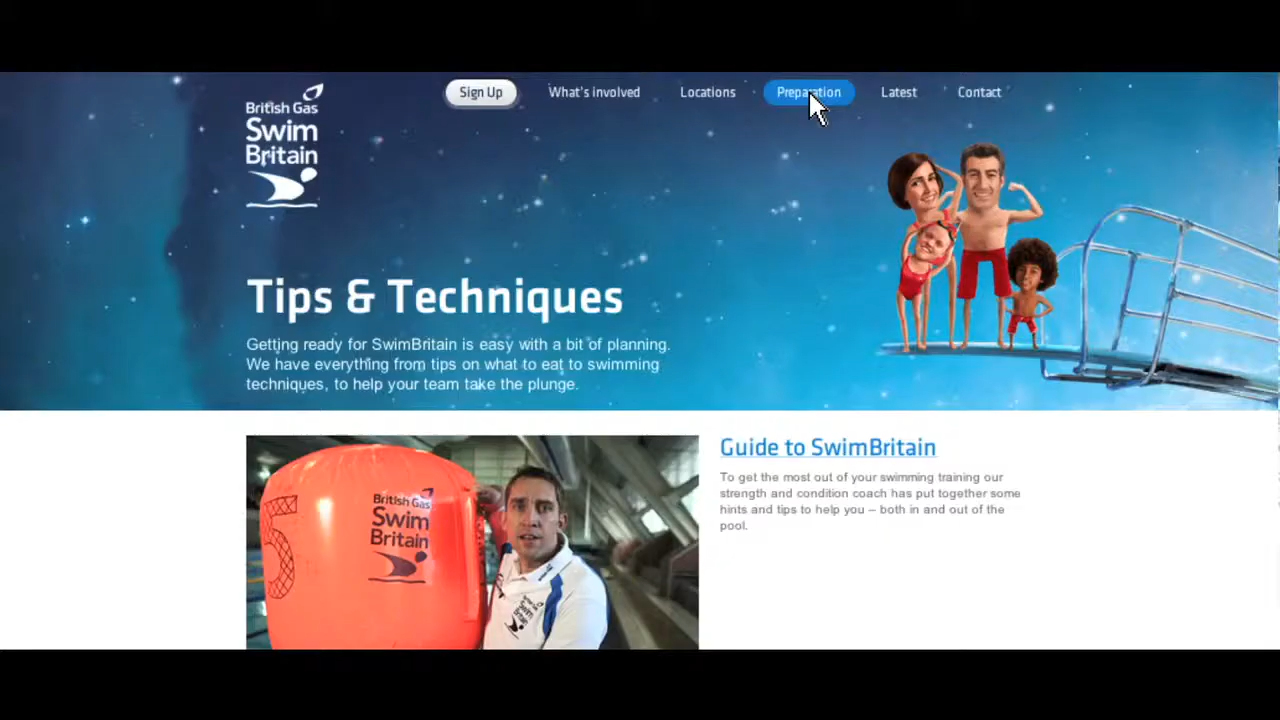 Sign Up
What's involved
Locations
Preparation
Latest
Contact
British Gas
Swim
Britain
Tips & Techniques
Getting ready for SwimBritain is easy with a bit of planning.
We have everything from tips on what to eat to swimming
techniques, to help your team take the plunge.
5
British Gas
Swim
Britain
Guide to SwimBritain
To get the most out of your swimming training our
strength and condition coach has put together some
hints and tips to help you – both in and out of the
pool.